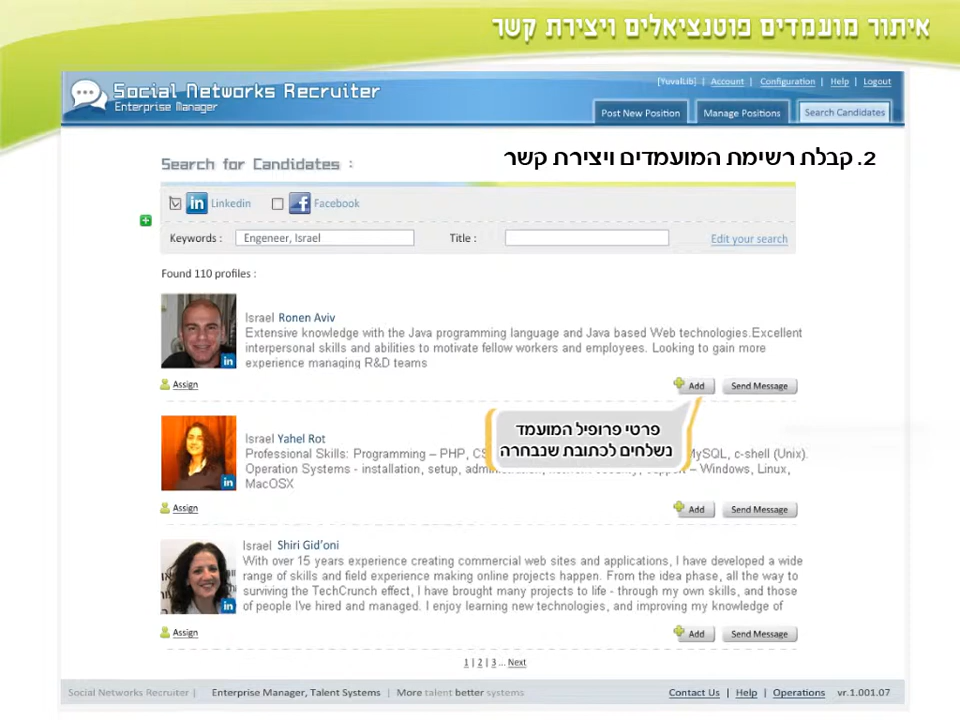 איתור מועמדים פוטנציאלים ויצירת קשר
[YuvalLib] | Account | Configuration | Help | Logout
Social Networks Recruiter
Enterprise Manager
Post New Position
Manage Positions
Search Candidates
Search for Candidates :
2. קבלת רשימת המועמדים ויצירת קשר
in Linkedin
f Facebook
Keywords : Engeneer, Israel Title : Edit your search
Found 110 profiles :
Israel Ronen Aviv
Extensive knowledge with the Java programming language and Java based Web technologies.Excellent
interpersonal skills and abilities to motivate fellow workers and employees. Looking to gain more
experience managing R&D teams
in
Assign Add Send Message
פרטי פרופיל המועמד
נשלחים לכתובת שנבחרה
Israel Yahel Rot
Professional Skills: Programming – PHP, MySQL, c-shell (Unix).
Operation Systems - installation, setup, – Windows, Linux,
MacOSX
in
Assign Add Send Message
Israel Shiri Gid'oni
With over 15 years experience creating commercial web sites and applications, I have developed a wide
range of skills and field experience making online projects happen. From the idea phase, all the way to
surviving the TechCrunch effect, I have brought many projects to life - through my own skills, and those
of people I've hired and managed. I enjoy learning new technologies, and improving my knowledge of
in
Assign Add Send Message
1 | 2 | 3 ... Next
Social Networks Recruiter | Enterprise Manager, Talent Systems | More talent better systems
Contact Us | Help | Operations vr.1.001.07